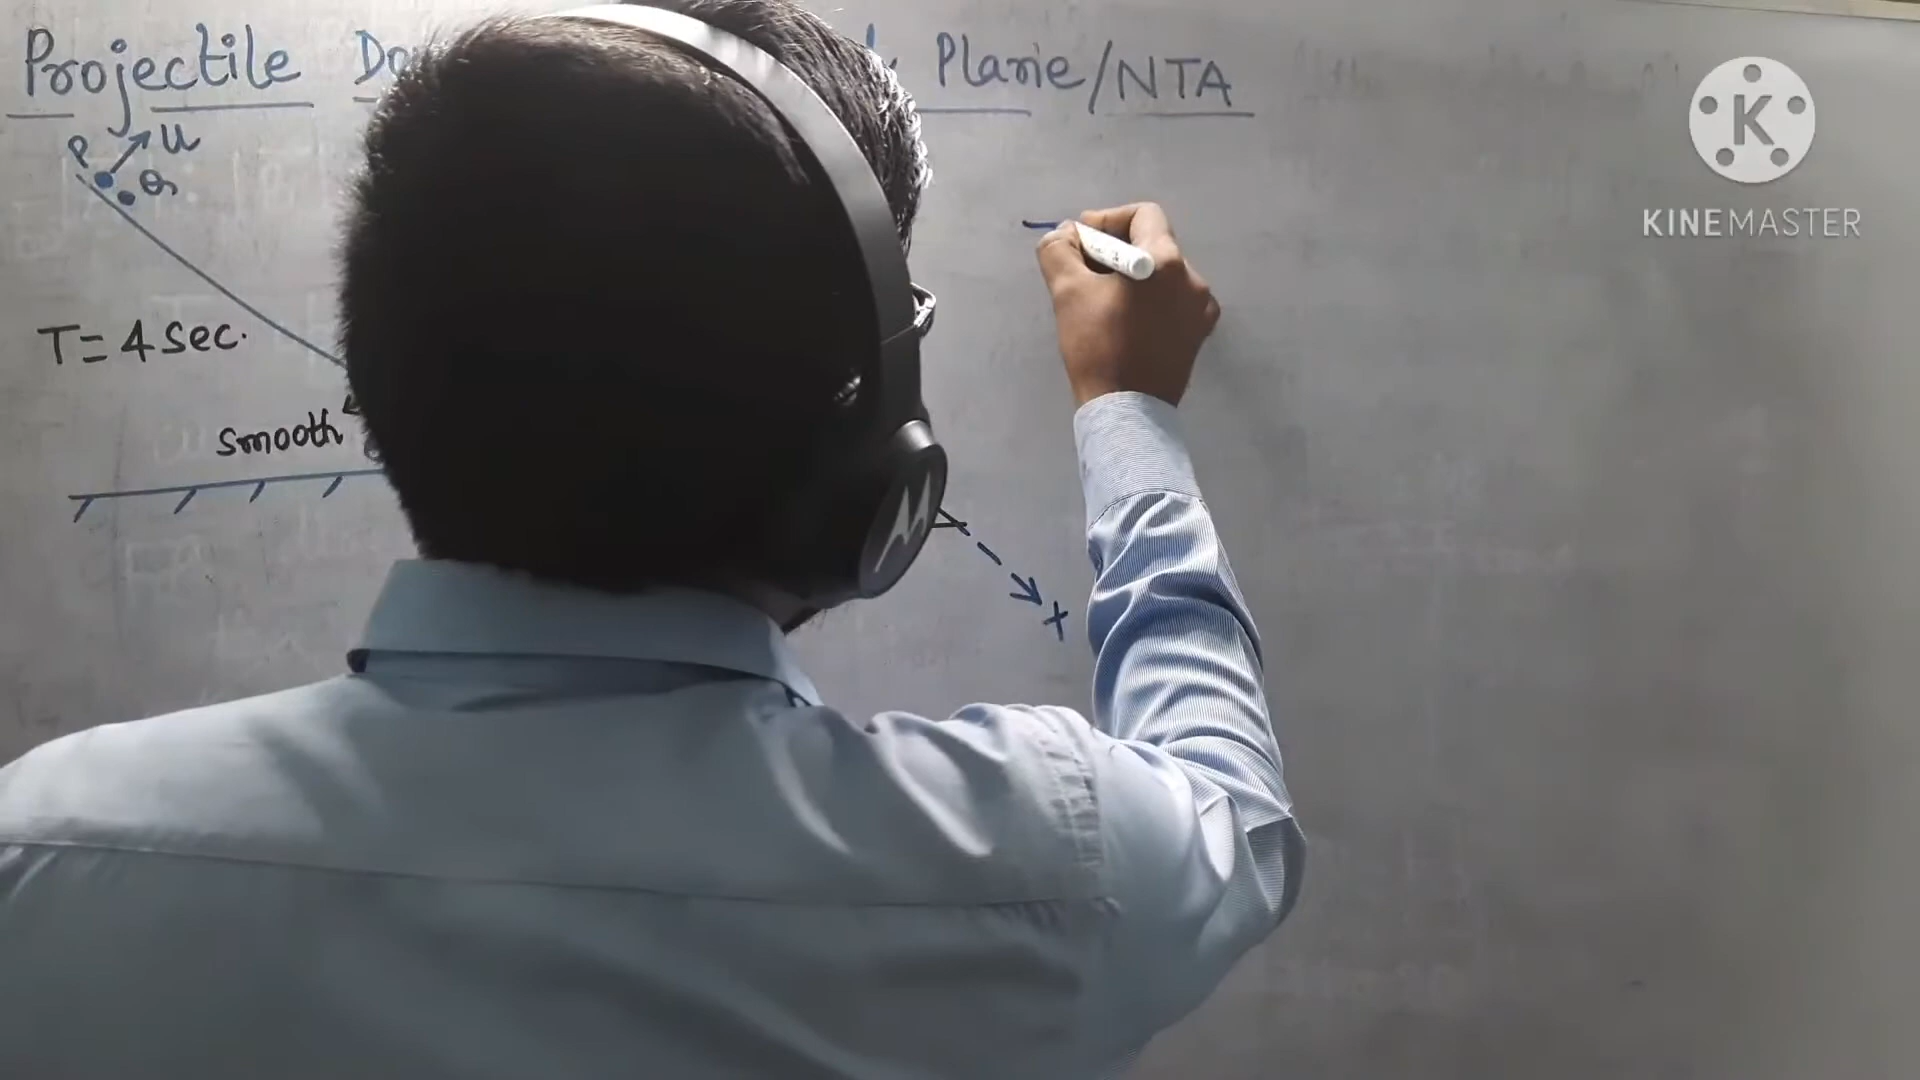 Projectile Plane/NTA
P u
Q
T = 4 sec.
smooth
x
K
KINEMASTER